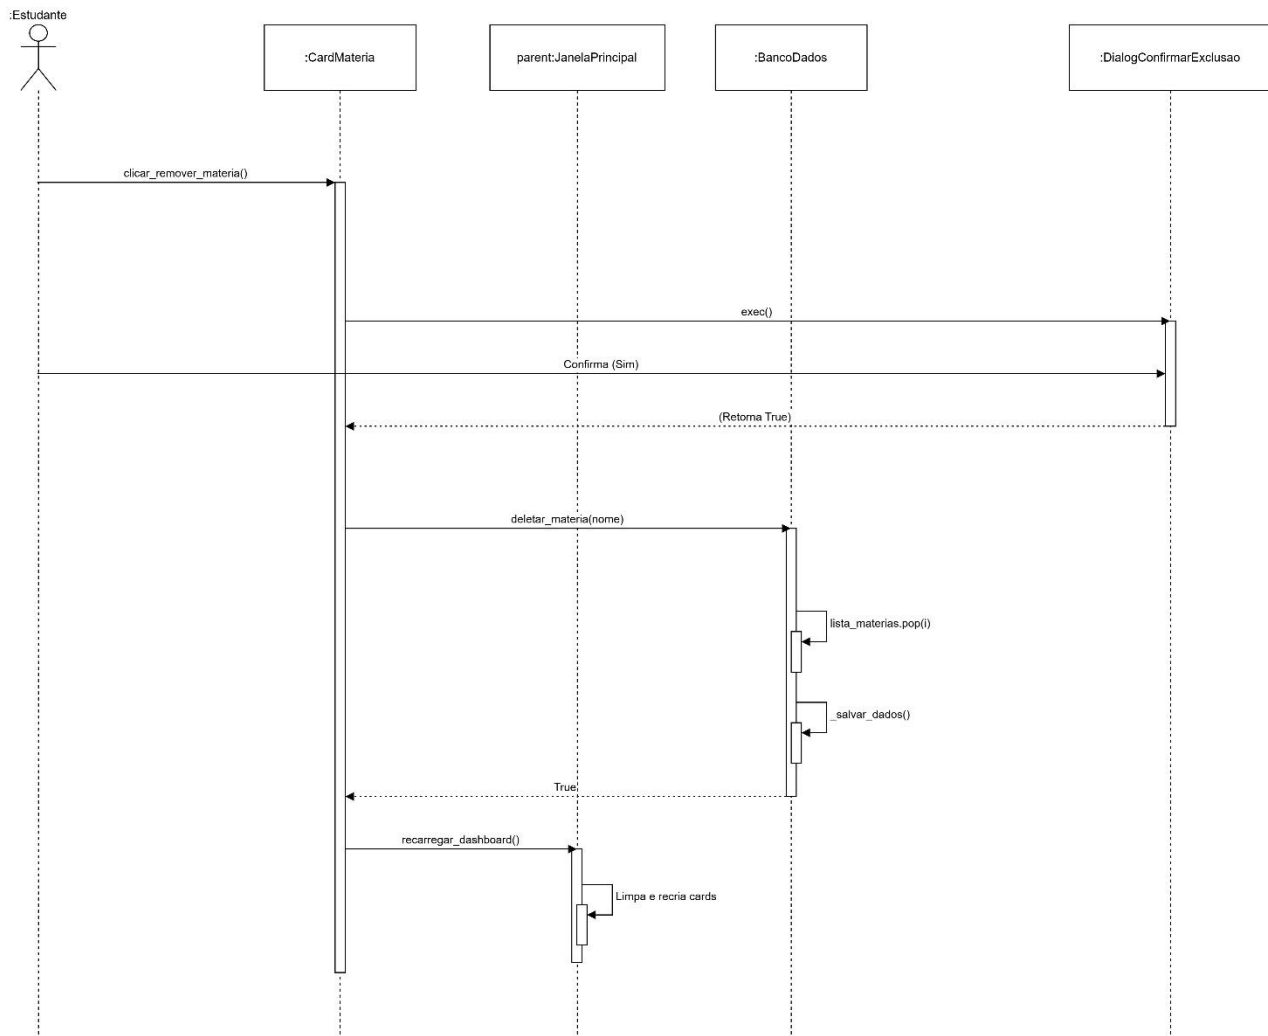 :Estudante
:CardMateria
parent:JanelaPrincipal
:BancoDados
:DialogConfirmarExclusao
clicar_remover_materia()
exec()
Confirma (Sim)
(Retorna True)
deletar_materia(nome)
lista_materias.pop(i)
_salvar_dados()
True
recarregar_dashboard()
Limpa e recria cards